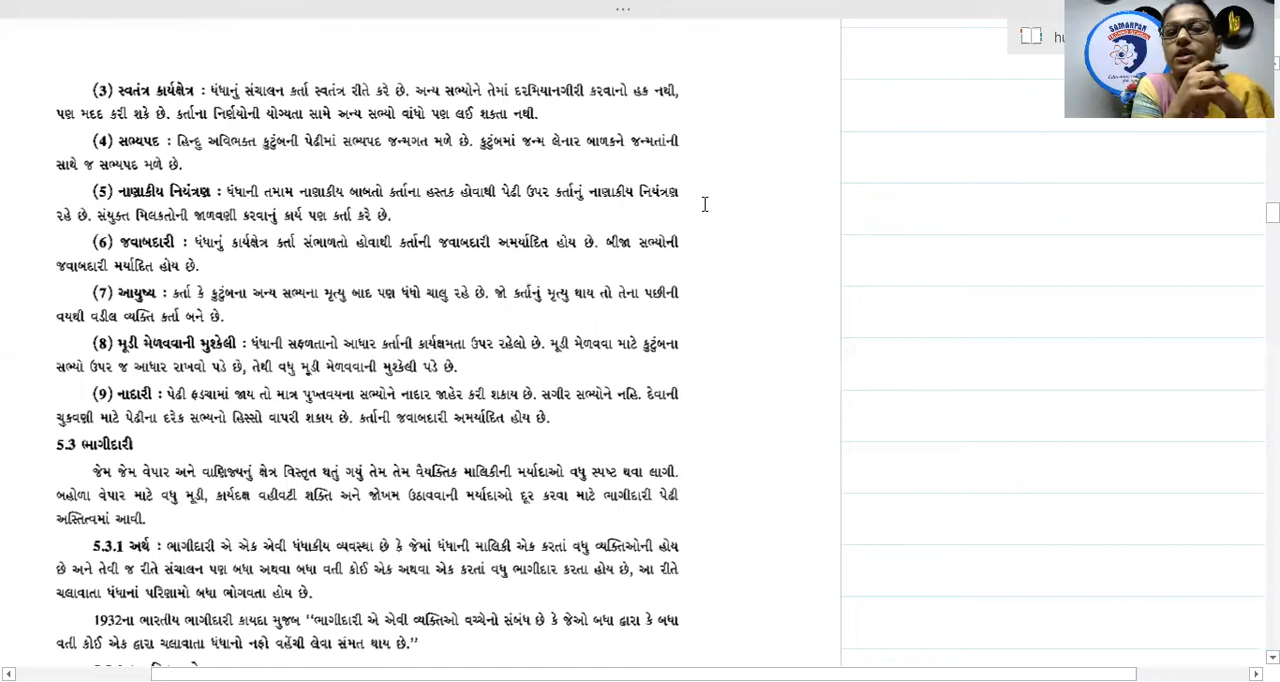 ...
(3) સ્વતંત્ર કાર્યક્ષેત્ર : ધંધાનું સંચાલન કર્તા સ્વતંત્ર રીતે કરે છે. અન્ય સભ્યોને તેમાં દરમિયાનગીરી કરવાનો હક નથી,
પણ મદદ કરી શકે છે. કર્તાના નિર્ણયોની યોગ્યતા સામે અન્ય સભ્યો વાંધો પણ લઈ શકતા નથી.
(4) સભ્યપદ : હિન્દુ અવિભક્ત કુટુંબની પેઢીમાં સભ્યપદ જન્મગત મળે છે. કુટુંબમાં જન્મ લેનાર બાળકને જન્મતાંની
સાથે જ સભ્યપદ મળે છે.
(5) નાણાકીય નિયંત્રણ : ધંધાની તમામ નાણાકીય બાબતો કર્તાના હસ્તક હોવાથી પેઢી ઉપર કર્તાનું નાણાકીય નિયંત્રણ
રહે છે. સંયુક્ત મિલકતોની જાળવણી કરવાનું કાર્ય પણ કર્તા કરે છે.
(6) જવાબદારી : ધંધાનું કાર્યક્ષેત્ર કર્તા સંભાળતો હોવાથી કર્તાની જવાબદારી અમર્યાદિત હોય છે. બીજા સભ્યોની
જવાબદારી મર્યાદિત હોય છે.
(7) આયુષ્ય : કર્તા કે કુટુંબના અન્ય સભ્યના મૃત્યુ બાદ પણ ધંધો ચાલુ રહે છે. જો કર્તાનું મૃત્યુ થાય તો તેના પછીની
વયથી વડીલ વ્યક્તિ કર્તા બને છે.
(8) મૂડી મેળવવાની મુશ્કેલી : ધંધાની સફળતાનો આધાર કર્તાની કાર્યક્ષમતા ઉપર રહેલો છે. મૂડી મેળવવા માટે કુટુંબના
સભ્યો ઉપર જ આધાર રાખવો પડે છે, તેથી વધુ મૂડી મેળવવાની મુશ્કેલી પડે છે.
(9) નાદારી : પેઢી ફડચામાં જાય તો માત્ર પુખ્તવયના સભ્યોને નાદાર જાહેર કરી શકાય છે. સગીર સભ્યોને નહિ. દેવાની
ચુકવણી માટે પેઢીના દરેક સભ્યનો હિસ્સો વાપરી શકાય છે. કર્તાની જવાબદારી અમર્યાદિત હોય છે.
5.3 ભાગીદારી
જેમ જેમ વેપાર અને વાણિજ્યનું ક્ષેત્ર વિસ્તૃત થતું ગયું તેમ તેમ વૈયક્તિક માલિકીની મર્યાદાઓ વધુ સ્પષ્ટ થવા લાગી.
બહોળા વેપાર માટે વધુ મૂડી, કાર્યદક્ષ વહીવટી શક્તિ અને જોખમ ઉઠાવવાની મર્યાદાઓ દૂર કરવા માટે ભાગીદારી પેઢી
અસ્તિત્વમાં આવી.
5.3.1 અર્થ : ભાગીદારી એ એક એવી ધંધાકીય વ્યવસ્થા છે કે જેમાં ધંધાની માલિકી એક કરતાં વધુ વ્યક્તિઓની હોય
છે અને તેવી જ રીતે સંચાલન પણ બધા અથવા બધા વતી કોઈ એક અથવા એક કરતાં વધુ ભાગીદાર કરતા હોય છે, આ રીતે
ચલાવાતા ધંધાનાં પરિણામો બધા ભોગવતા હોય છે.
1932ના ભારતીય ભાગીદારી કાયદા મુજબ ''ભાગીદારી એ એવી વ્યક્તિઓ વચ્ચેનો સંબંધ છે કે જેઓ બધા દ્વારા કે બધા
વતી કોઈ એક દ્વારા ચલાવાતા ધંધાનો નફો વહેંચી લેવા સંમત થાય છે.''
SAMARPAN